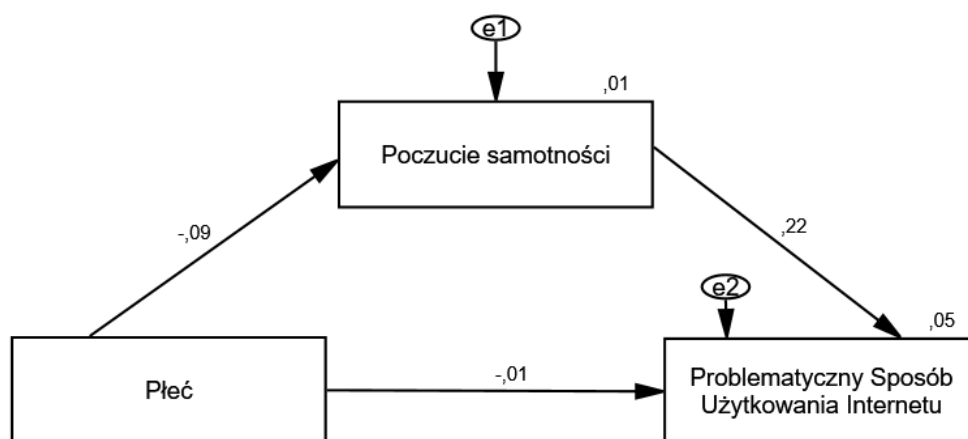 e1
,01
Poczucie samotności
-,09
,22
e2
,05
Płeć
-,01
Problematyczny Sposób
Użytkowania Internetu